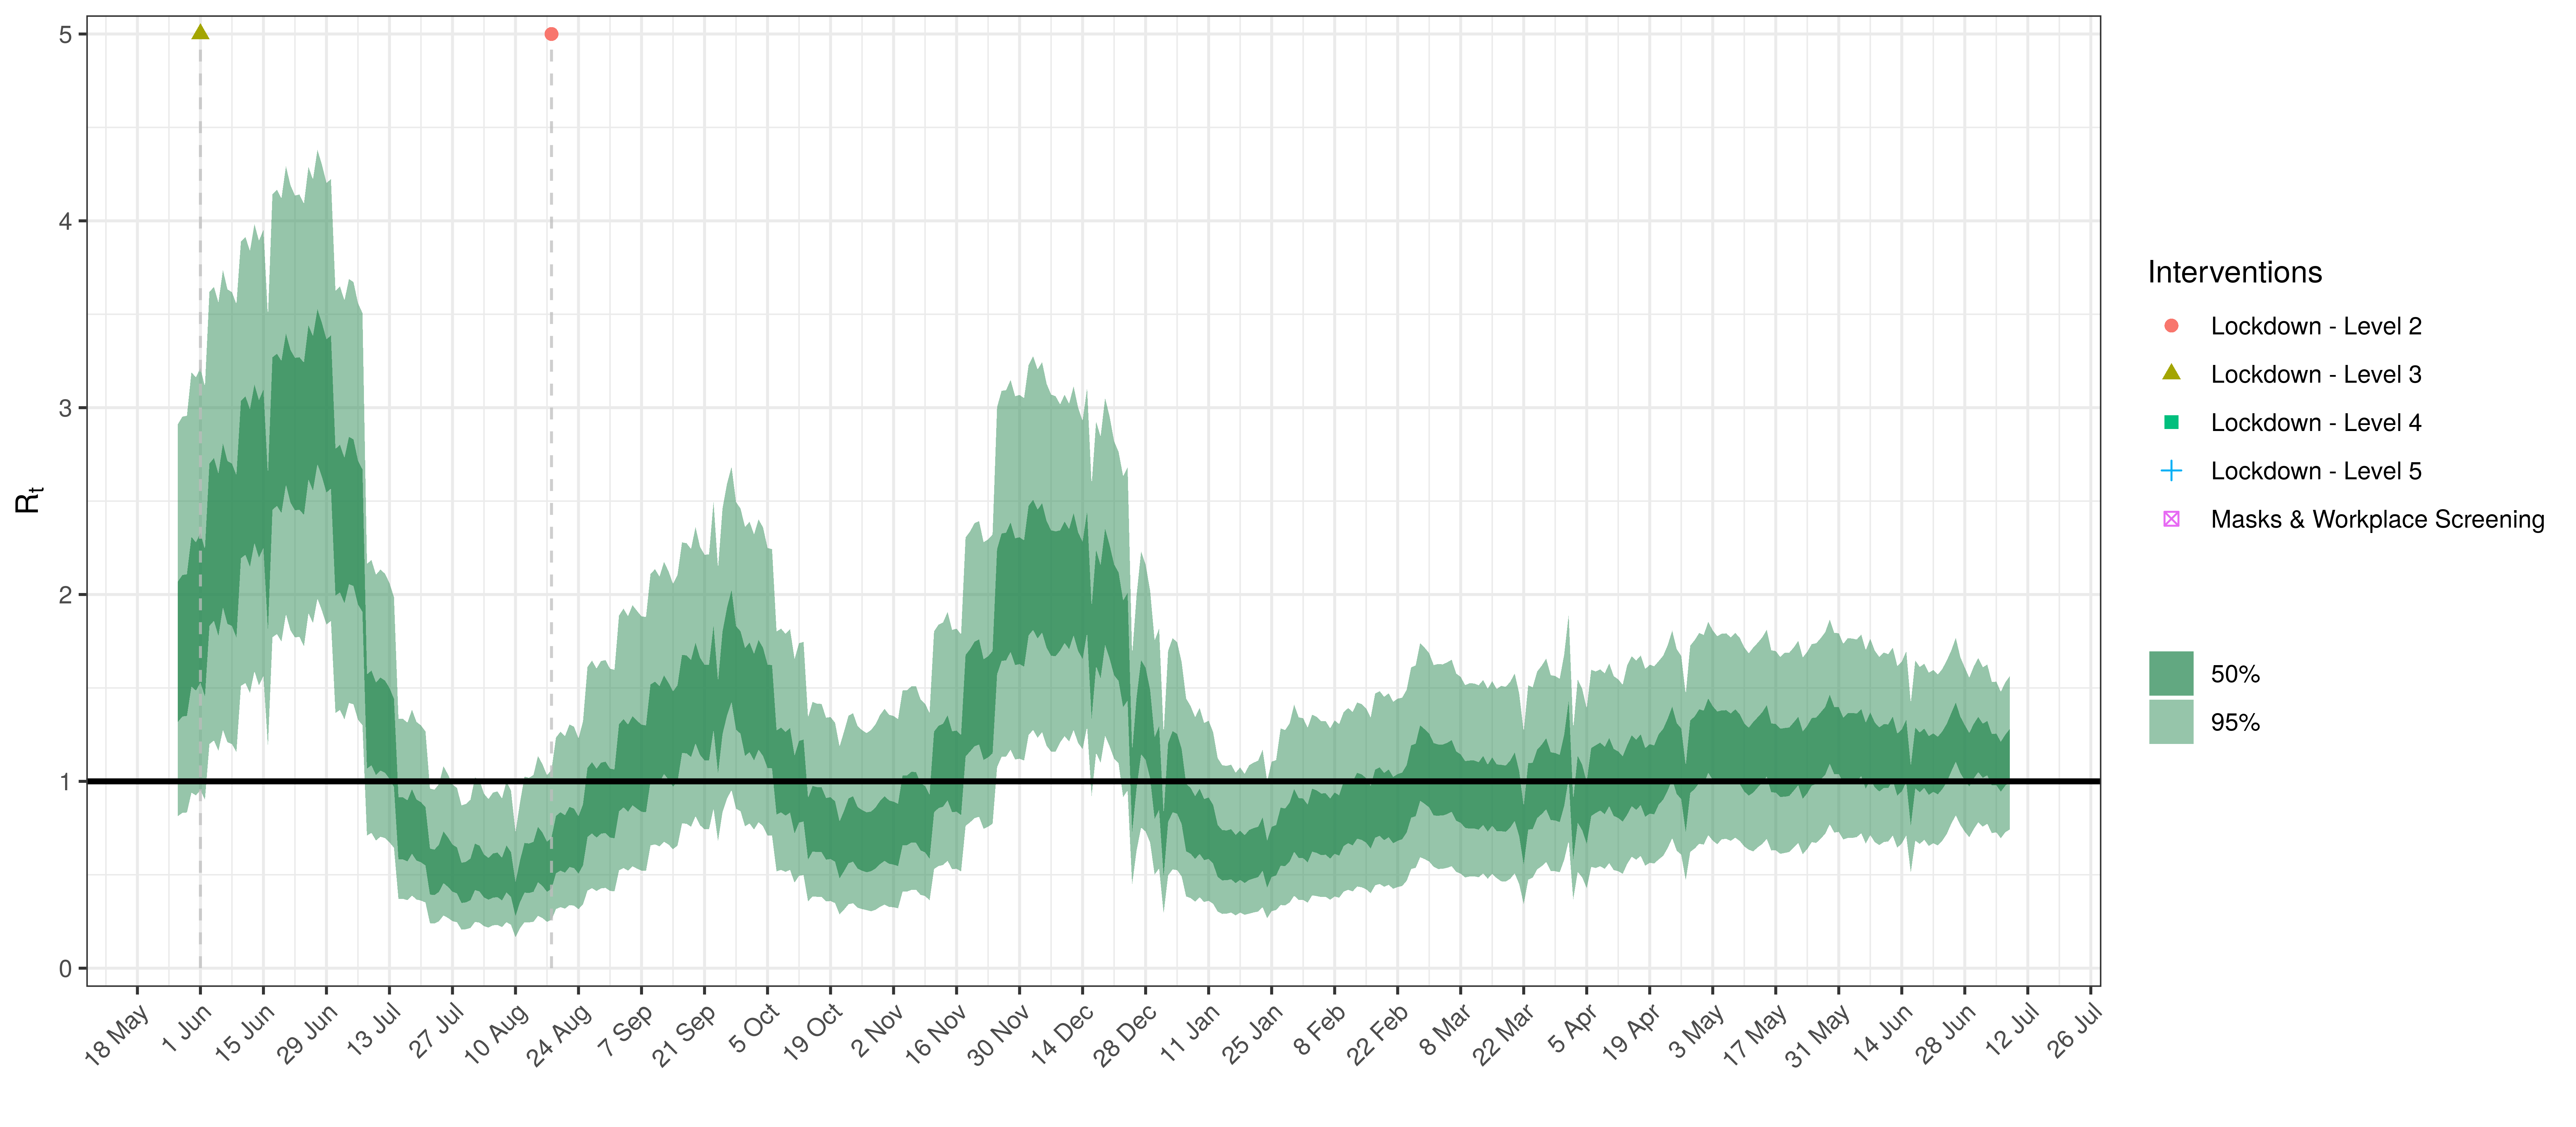 5
4
3
2
1
0
Rt
18 May
1 Jun
15 Jun
29 Jun
13 Jul
27 Jul
10 Aug
24 Aug
7 Sep
21 Sep
5 Oct
19 Oct
2 Nov
16 Nov
30 Nov
14 Dec
28 Dec
11 Jan
25 Jan
8 Feb
22 Feb
8 Mar
22 Mar
5 Apr
19 Apr
3 May
17 May
31 May
14 Jun
28 Jun
12 Jul
26 Jul
Interventions
Lockdown - Level 2
Lockdown - Level 3
Lockdown - Level 4
Lockdown - Level 5
Masks & Workplace Screening
50%
95%